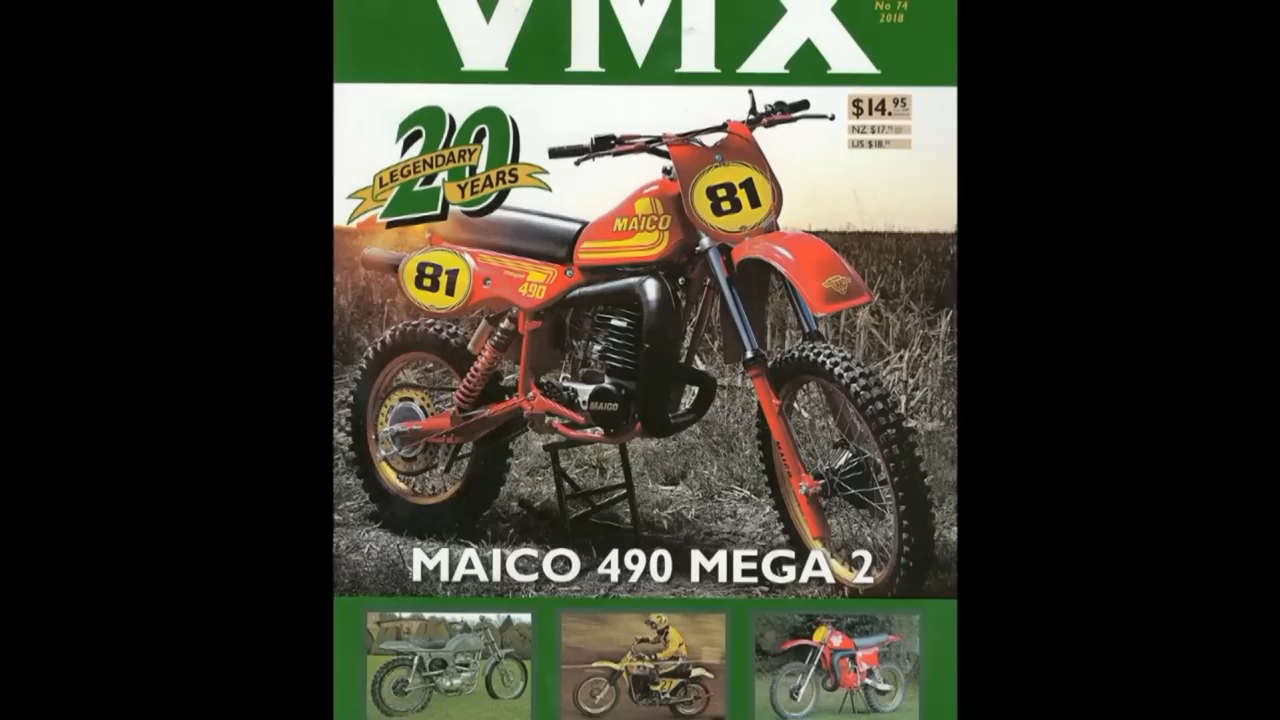 VMX
No 74
2018
$14.95
NZ $17.
US $18.
20
LEGENDARY
YEARS
81
MAICO
81
490
MAICO
MAICO
MAICO 490 MEGA 2
27